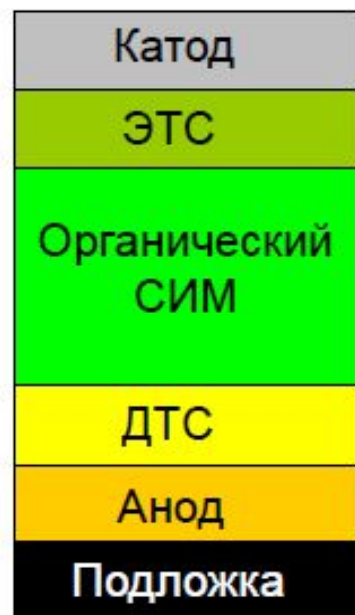 Катод
ЭТС
Органический
СИМ
ДТС
Анод
Подложка